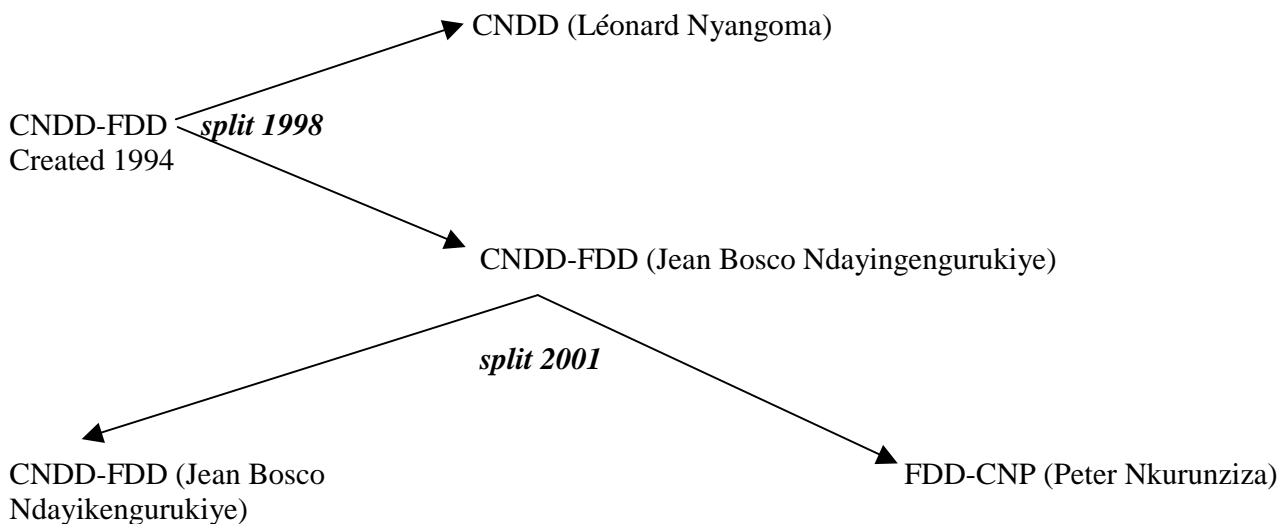 CNDD (Léonard Nyangoma)
CNDD-FDD split 1998
Created 1994
CNDD-FDD (Jean Bosco Ndayingengurukiye)
split 2001
CNDD-FDD (Jean Bosco
Ndayikengurukiye)
FDD-CNP (Peter Nkurunziza)